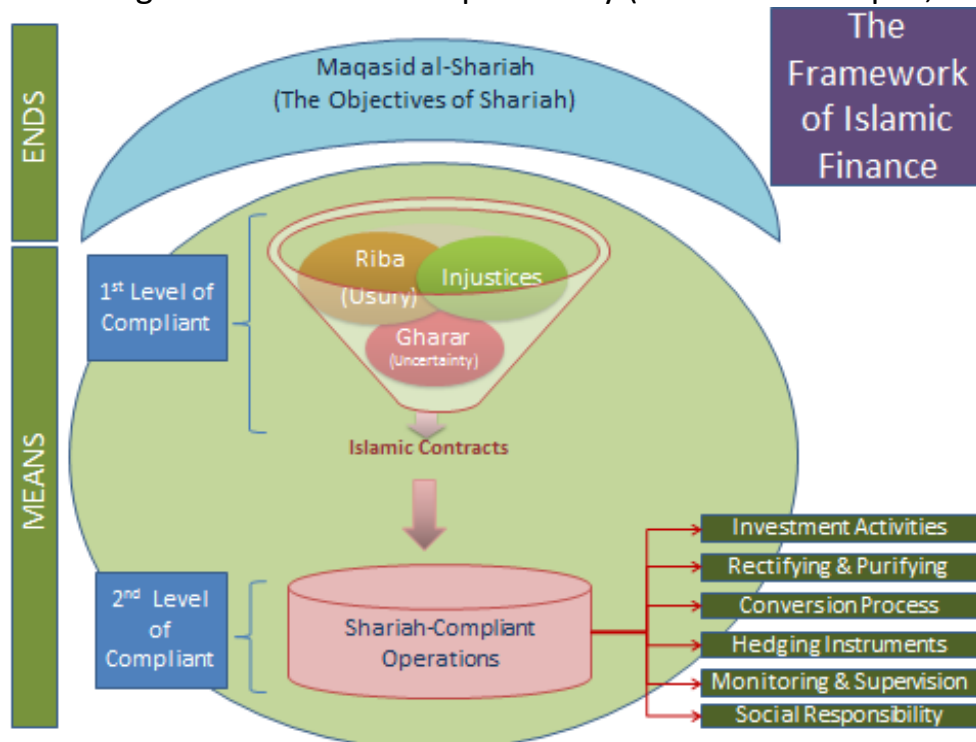 The
Framework
of Islamic
Finance
ENDS
Maqasid al-Shariah
(The Objectives of Shariah)
MEANS
1st Level of
Compliant
Riba
(Usury)
Injustices
Gharar
(Uncertainty)
Islamic Contracts
2nd Level
of
Compliant
Shariah-Compliant
Operations
Investment Activities
Rectifying & Purifying
Conversion Process
Hedging Instruments
Monitoring & Supervision
Social Responsibility